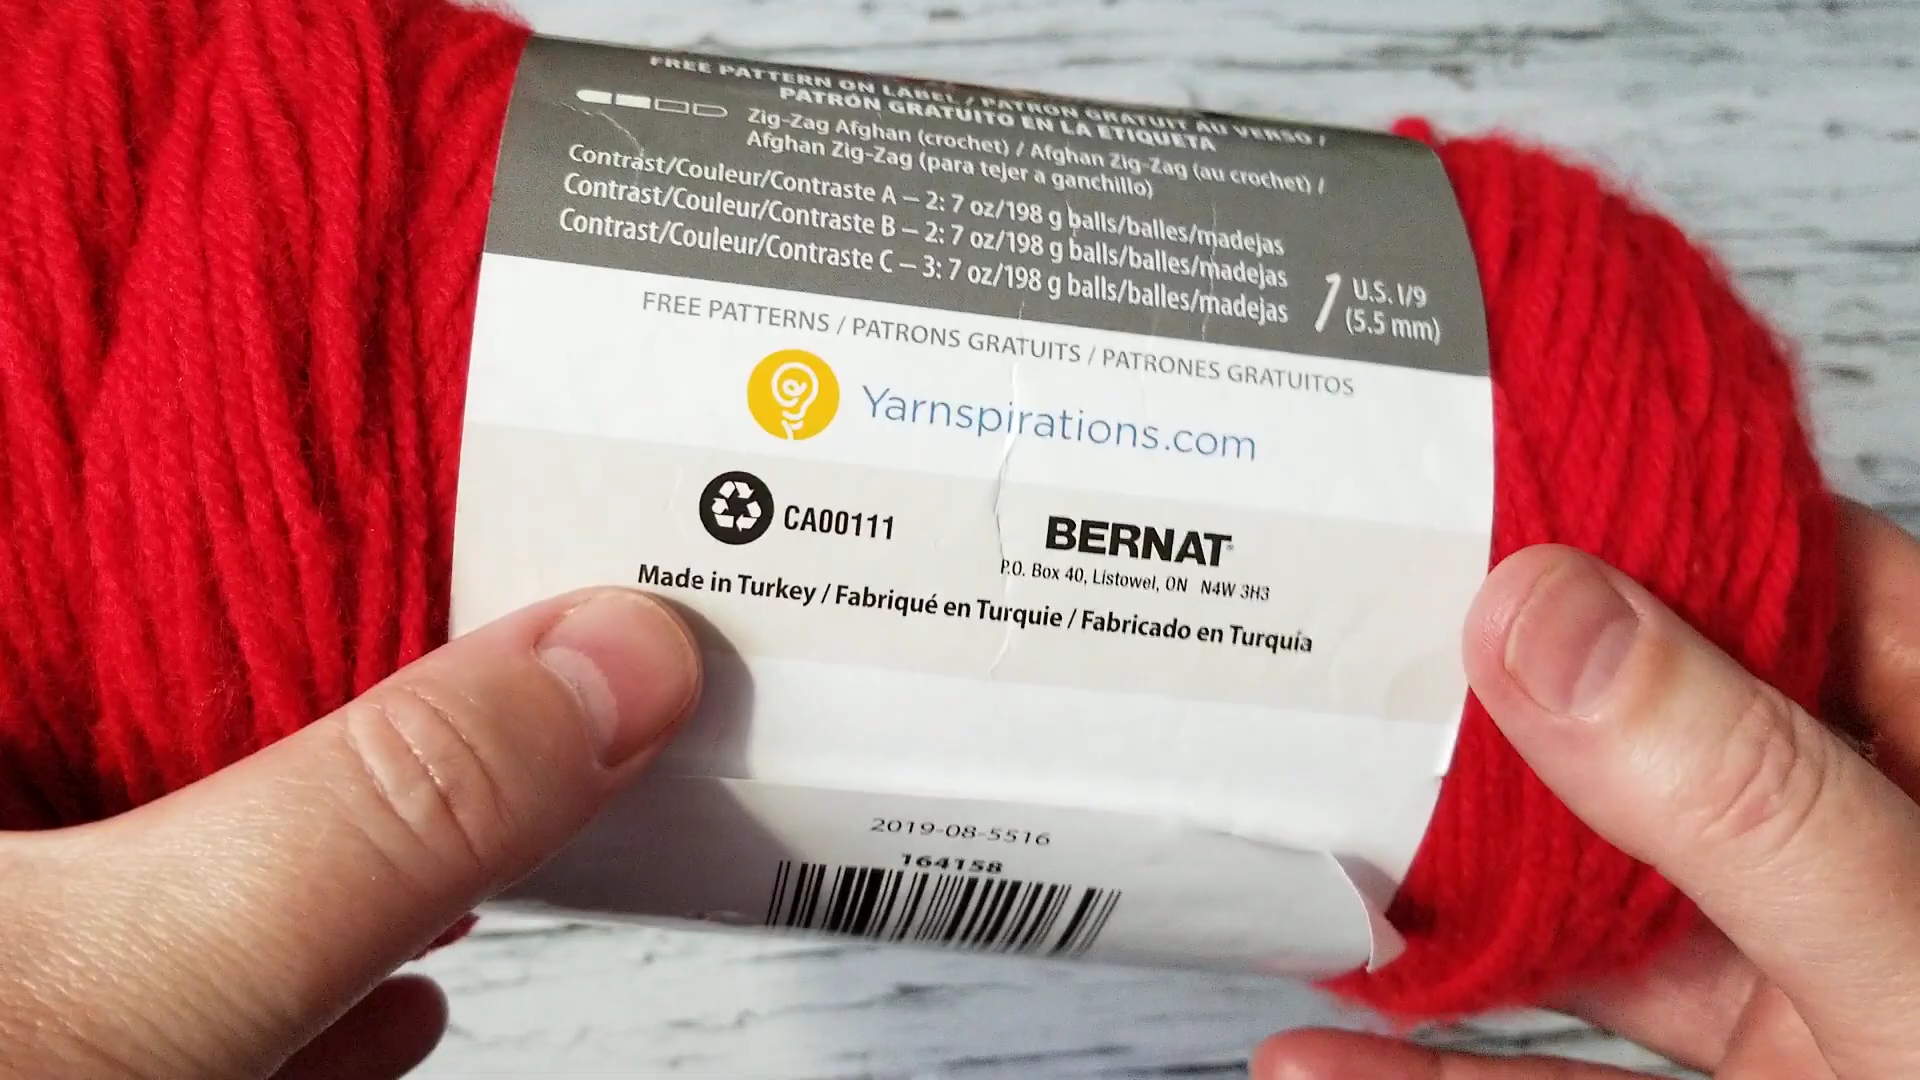 FREE PATTERN ON LABEL / PATRON GRATUIT AU VERSO /
PATRÓN GRATUITO EN LA ETIQUETA
Zig-Zag Afghan (crochet) / Afghan Zig-Zag (au crochet) /
Afghan Zig-Zag (para tejer a ganchillo)
Contrast/Couleur/Contraste A – 2: 7 oz/198 g balls/balles/madejas
Contrast/Couleur/Contraste B – 2: 7 oz/198 g balls/balles/madejas
Contrast/Couleur/Contraste C – 3: 7 oz/198 g balls/balles/madejas
U.S. I/9
(5.5 mm)
FREE PATTERNS / PATRONS GRATUITS / PATRONES GRATUITOS
Yarnspirations.com
CA00111
BERNAT
P.O. Box 40, Listowel, ON N4W 3H3
Made in Turkey / Fabriqué en Turquie / Fabricado en Turquía
2019-08-5516
164158